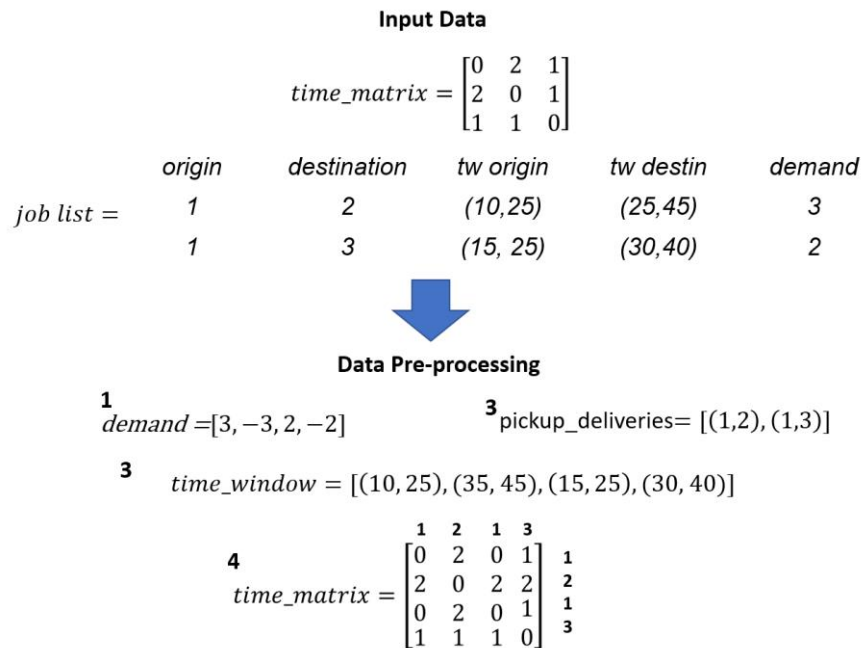 Input Data
time_matrix = [0 2 1
2 0 1
1 1 0]
origin destination tw origin tw destin demand
job list = 1 2 (10,25) (25,45) 3
1 3 (15, 25) (30,40) 2
Data Pre-processing
1
demand =[3, −3, 2, −2]
3 pickup_deliveries= [(1,2), (1,3)]
3 time_window = [(10, 25), (35, 45), (15, 25), (30, 40)]
4
1 2 1 3
time_matrix = [0 2 0 1] 1
2 0 2 2 2
0 2 0 1 1
1 1 1 0 3